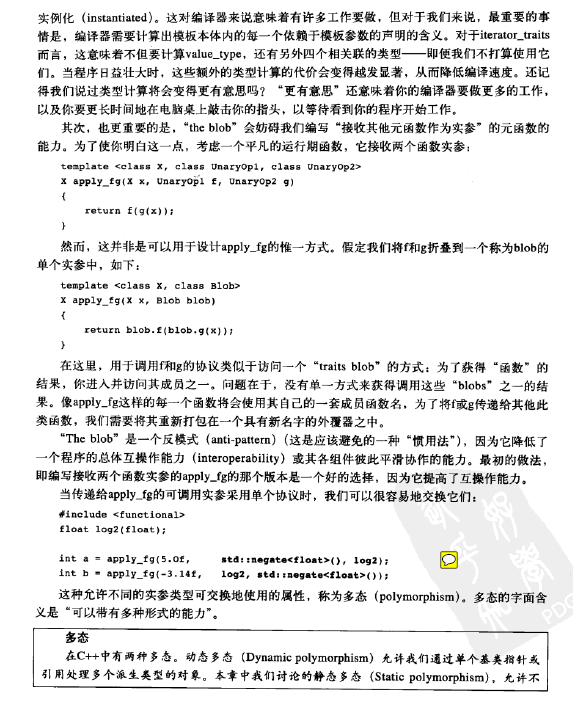 实例化（instantiated）。这对编译器来说意味着有许多工作要做，但对于我们来说，最重要的事
情是，编译器需要计算出模板本体内的每一个依赖于模板参数的声明的含义。对于iterator_traits
而言，这意味着不但要计算value_type，还有另外四个相关联的类型——即便我们不打算使用它
们。当程序日益壮大时，这些额外的类型计算的代价会变得越发显著，从而降低编译速度。还记
得我们说过类型计算将会变得更有意思吗？“更有意思”还意味着你的编译器要做更多的工作，
以及你要更长时间地在电脑桌上敲击你的指头，以等待看到你的程序开始工作。
其次，也更重要的是，“the blob”会妨碍我们编写“接收其他元函数作为实参”的元函数的
能力。为了使你明白这一点，考虑一个平凡的运行期函数，它接收两个函数实参：
template <class X, class UnaryOp1, class UnaryOp2>
X apply_fg(X x, UnaryOp1 f, UnaryOp2 g)
{
return f(g(x));
}
然而，这并非是可以用于设计apply_fg的惟一方式。假定我们将f和g折叠到一个称为blob的
单个实参中，如下：
template <class X, class Blob>
X apply_fg(X x, Blob blob)
{
return blob.f(blob.g(x));
}
在这里，用于调用f和g的协议类似于访问一个“traits blob”的方式：为了获得“函数”的
结果，你进入并访问其成员之一。问题在于，没有单一方式来获得调用这些“blobs”之一的结
果。像apply_fg这样的每一个函数将会使用其自己的一套成员函数名，为了将f或g传递给其他此
类函数，我们需要将其重新打包在一个具有新名字的外覆器之中。
“The blob”是一个反模式（anti-pattern）（这是应该避免的一种“惯用法”），因为它降低了
一个程序的总体互操作能力（interoperability）或其各组件彼此平滑协作的能力。最初的做法，
即编写接收两个函数实参的apply_fg的那个版本是一个好的选择，因为它提高了互操作能力。
当传递给apply_fg的可调用实参采用单个协议时，我们可以很容易地交换它们：
#include <functional>
float log2(float);
int a = apply_fg(5.0f, std::negate<float>(), log2);
int b = apply_fg(-3.14f, log2, std::negate<float>());
这种允许不同的实参类型可交换地使用的属性，称为多态（polymorphism）。多态的字面含
义是“可以带有多种形式的能力”。
多态
在C++中有两种多态。动态多态（Dynamic polymorphism）允许我们通过单个基类指针或
引用处理多个派生类型的对象。本章中我们讨论的静态多态（Static polymorphism），允许不
PDG